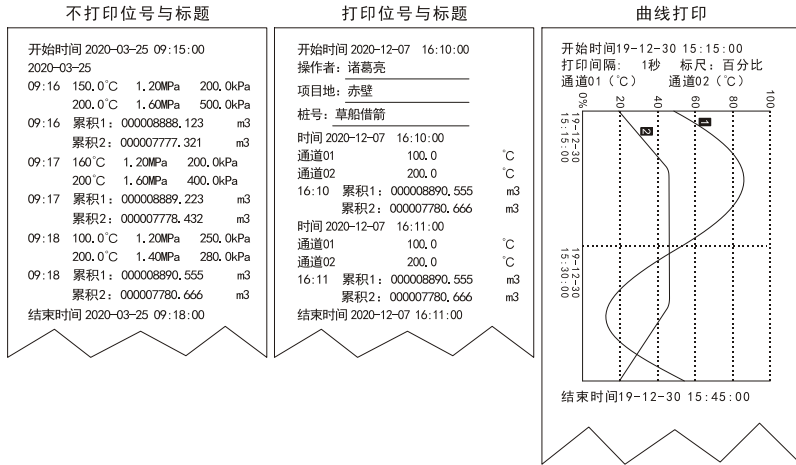 不打印位号与标题
开始时间 2020-03-25 09:15:00
2020-03-25
09:16 150.0℃ 1.20MPa 200.0kPa
200.0℃ 1.60MPa 500.0kPa
09:16 累积1: 000008888.123 m3
累积2: 000007777.321 m3
09:17 160℃ 1.20MPa 200.0kPa
200℃ 1.60MPa 400.0kPa
09:17 累积1: 000008889.223 m3
累积2: 000007778.432 m3
09:18 100.0℃ 1.20MPa 250.0kPa
200.0℃ 1.40MPa 280.0kPa
09:18 累积1: 000008890.555 m3
累积2: 000007780.666 m3
结束时间 2020-03-25 09:18:00
打印位号与标题
开始时间 2020-12-07 16:10:00
操作者: 诸葛亮
项目地: 赤壁
桩号: 草船借箭
时间 2020-12-07 16:10:00
通道01 100.0 ℃
通道02 200.0 ℃
16:10 累积1: 000008890.555 m3
累积2: 000007780.666 m3
时间 2020-12-07 16:11:00
通道01 100.0 ℃
通道02 200.0 ℃
16:11 累积1: 000008890.555 m3
累积2: 000007780.666 m3
结束时间 2020-12-07 16:11:00
曲线打印
开始时间19-12-30 15:15:00
打印间隔: 1秒 标尺: 百分比
通道01（℃） 通道02（℃）
0% 20 40 60 80 100
19-12-30
15:15:00
1
2
19-12-30
15:30:00
结束时间19-12-30 15:45:00